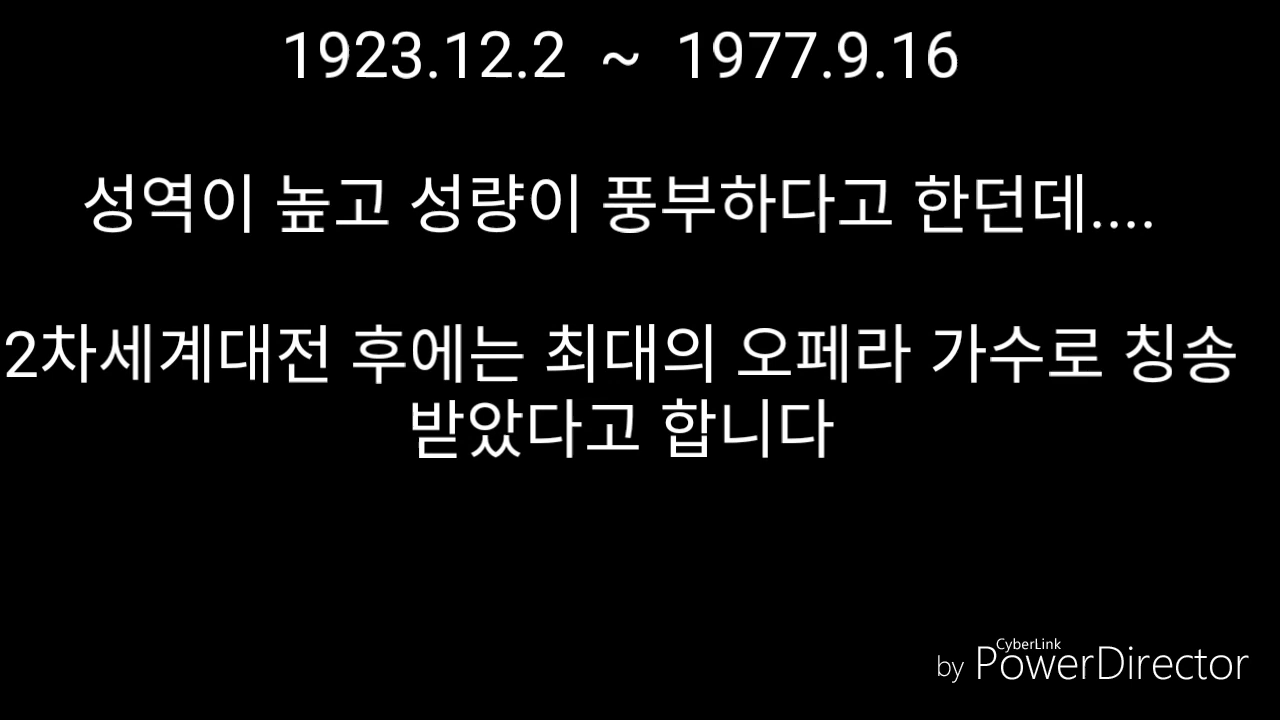 1923.12.2 ~ 1977.9.16
성역이 높고 성량이 풍부하다고 한던데....
2차세계대전 후에는 최대의 오페라 가수로 칭송
받았다고 합니다
CyberLink
by PowerDirector